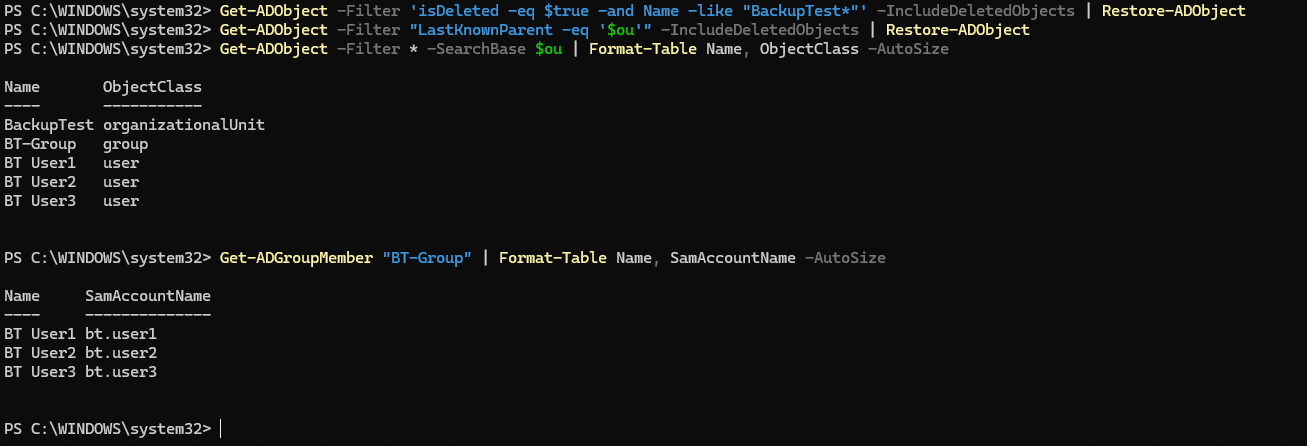 PS C:\WINDOWS\system32> Get-ADObject -Filter 'isDeleted -eq $true -and Name -like "BackupTest*"' -IncludeDeletedObjects | Restore-ADObject
PS C:\WINDOWS\system32> Get-ADObject -Filter "LastKnownParent -eq '$ou'" -IncludeDeletedObjects | Restore-ADObject
PS C:\WINDOWS\system32> Get-ADObject -Filter * -SearchBase $ou | Format-Table Name, ObjectClass -AutoSize
Name       ObjectClass
----       -----------
BackupTest organizationalUnit
BT-Group   group
BT User1   user
BT User2   user
BT User3   user
PS C:\WINDOWS\system32> Get-ADGroupMember "BT-Group" | Format-Table Name, SamAccountName -AutoSize
Name     SamAccountName
----     --------------
BT User1 bt.user1
BT User2 bt.user2
BT User3 bt.user3
PS C:\WINDOWS\system32>